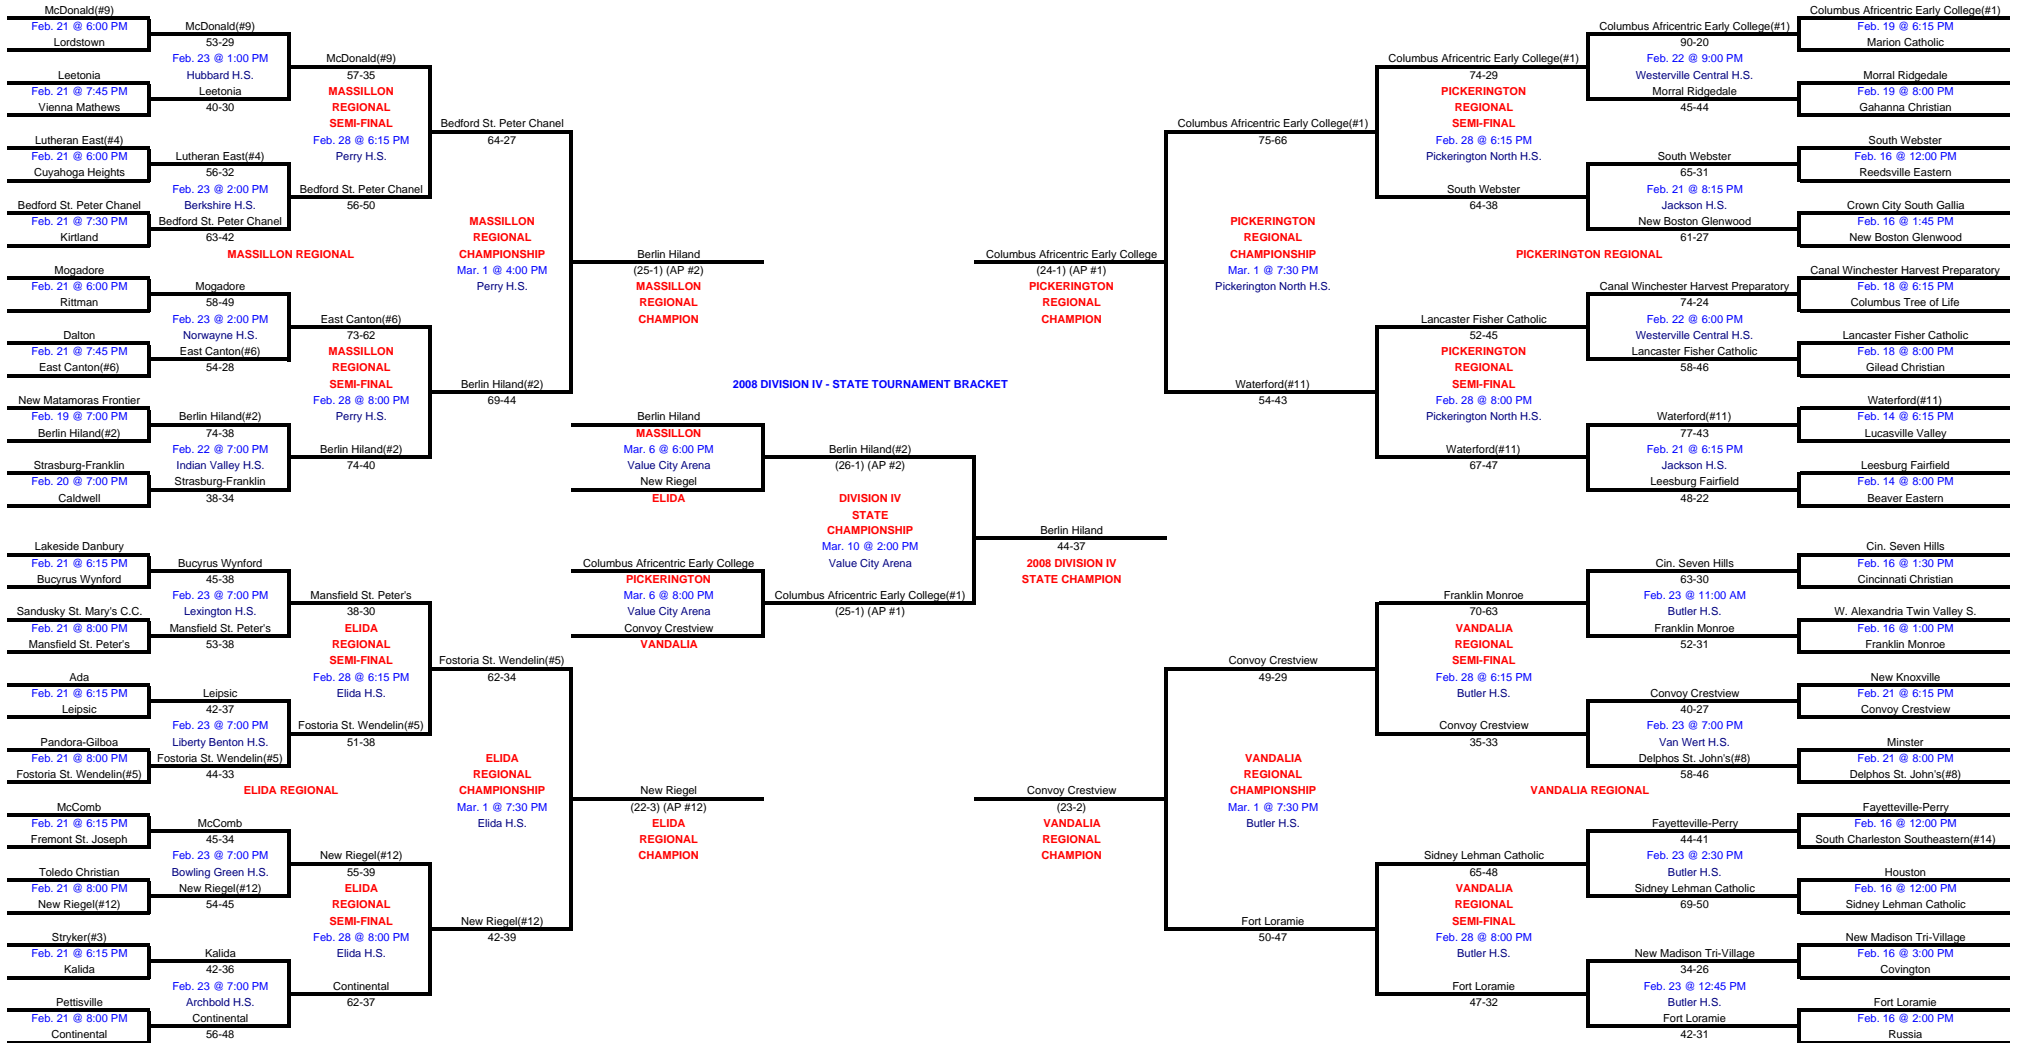 McDonald(#9)
Feb. 21 @ 6:00 PM
Lordstown
Leetonia
Feb. 21 @ 7:45 PM
Vienna Mathews
Lutheran East(#4)
Feb. 21 @ 6:00 PM
Cuyahoga Heights
Bedford St. Peter Chanel
Feb. 21 @ 7:30 PM
Kirtland
Mogadore
Feb. 21 @ 6:00 PM
Rittman
Dalton
Feb. 21 @ 7:45 PM
East Canton(#6)
New Matamoras Frontier
Feb. 19 @ 7:00 PM
Berlin Hiland(#2)
Strasburg-Franklin
Feb. 20 @ 7:00 PM
Caldwell
Lakeside Danbury
Feb. 21 @ 6:15 PM
Bucyrus Wynford
Sandusky St. Mary's C.C.
Feb. 21 @ 8:00 PM
Mansfield St. Peter's
Ada
Feb. 21 @ 6:15 PM
Leipsic
Pandora-Gilboa
Feb. 21 @ 8:00 PM
Fostoria St. Wendelin(#5)
McComb
Feb. 21 @ 6:15 PM
Fremont St. Joseph
Toledo Christian
Feb. 21 @ 8:00 PM
New Riegel(#12)
Stryker(#3)
Feb. 21 @ 6:15 PM
Kalida
Pettisville
Feb. 21 @ 8:00 PM
Continental
McDonald(#9)
53-29
Feb. 23 @ 1:00 PM
Hubbard H.S.
Leetonia
40-30
Lutheran East(#4)
56-32
Feb. 23 @ 2:00 PM
Berkshire H.S.
Bedford St. Peter Chanel
63-42
MASSILLON REGIONAL
Mogadore
58-49
Feb. 23 @ 2:00 PM
Norwayne H.S.
East Canton(#6)
54-28
Berlin Hiland(#2)
74-38
Feb. 22 @ 7:00 PM
Indian Valley H.S.
Strasburg-Franklin
38-34
Bucyrus Wynford
45-38
Feb. 23 @ 7:00 PM
Lexington H.S.
Mansfield St. Peter's
53-38
Leipsic
42-37
Feb. 23 @ 7:00 PM
Liberty Benton H.S.
Fostoria St. Wendelin(#5)
44-33
ELIDA REGIONAL
McComb
45-34
Feb. 23 @ 7:00 PM
Bowling Green H.S.
New Riegel(#12)
54-45
Kalida
42-36
Feb. 23 @ 7:00 PM
Archbold H.S.
Continental
56-48
McDonald(#9)
57-35
MASSILLON
REGIONAL
SEMI-FINAL
Feb. 28 @ 6:15 PM
Perry H.S.
Bedford St. Peter Chanel
56-50
East Canton(#6)
73-62
MASSILLON
REGIONAL
SEMI-FINAL
Feb. 28 @ 8:00 PM
Perry H.S.
Berlin Hiland(#2)
74-40
Mansfield St. Peter's
38-30
ELIDA
REGIONAL
SEMI-FINAL
Feb. 28 @ 6:15 PM
Elida H.S.
Fostoria St. Wendelin(#5)
51-38
New Riegel(#12)
55-39
ELIDA
REGIONAL
SEMI-FINAL
Feb. 28 @ 8:00 PM
Elida H.S.
Continental
62-37
Bedford St. Peter Chanel
64-27
MASSILLON
REGIONAL
CHAMPIONSHIP
Mar. 1 @ 4:00 PM
Perry H.S.
Berlin Hiland(#2)
69-44
Fostoria St. Wendelin(#5)
62-34
ELIDA
REGIONAL
CHAMPIONSHIP
Mar. 1 @ 7:30 PM
Elida H.S.
New Riegel(#12)
42-39
Berlin Hiland
(25-1) (AP #2)
MASSILLON
REGIONAL
CHAMPION
2008 DIVISION IV - STATE TOURNAMENT BRACKET
Berlin Hiland
MASSILLON
Mar. 6 @ 6:00 PM
Value City Arena
New Riegel
ELIDA
Columbus Africentric Early College
PICKERINGTON
Mar. 6 @ 8:00 PM
Value City Arena
Convoy Crestview
VANDALIA
New Riegel
(22-3) (AP #12)
ELIDA
REGIONAL
CHAMPION
Berlin Hiland(#2)
(26-1) (AP #2)
DIVISION IV
STATE
CHAMPIONSHIP
Mar. 10 @ 2:00 PM
Value City Arena
Columbus Africentric Early College(#1)
(25-1) (AP #1)
Berlin Hiland
44-37
2008 DIVISION IV
STATE CHAMPION
Columbus Africentric Early College
(24-1) (AP #1)
PICKERINGTON
REGIONAL
CHAMPION
Convoy Crestview
(23-2)
VANDALIA
REGIONAL
CHAMPION
Columbus Africentric Early College(#1)
75-66
PICKERINGTON
REGIONAL
CHAMPIONSHIP
Mar. 1 @ 7:30 PM
Pickerington North H.S.
Waterford(#11)
54-43
Convoy Crestview
49-29
VANDALIA
REGIONAL
CHAMPIONSHIP
Mar. 1 @ 7:30 PM
Butler H.S.
Fort Loramie
50-47
Columbus Africentric Early College(#1)
74-29
PICKERINGTON
REGIONAL
SEMI-FINAL
Feb. 28 @ 6:15 PM
Pickerington North H.S.
South Webster
64-38
Lancaster Fisher Catholic
52-45
PICKERINGTON
REGIONAL
SEMI-FINAL
Feb. 28 @ 8:00 PM
Pickerington North H.S.
Waterford(#11)
67-47
Franklin Monroe
70-63
VANDALIA
REGIONAL
SEMI-FINAL
Feb. 28 @ 6:15 PM
Butler H.S.
Convoy Crestview
35-33
Sidney Lehman Catholic
65-48
VANDALIA
REGIONAL
SEMI-FINAL
Feb. 28 @ 8:00 PM
Butler H.S.
Fort Loramie
47-32
Columbus Africentric Early College(#1)
90-20
Feb. 22 @ 9:00 PM
Westerville Central H.S.
Morral Ridgedale
45-44
South Webster
65-31
Feb. 21 @ 8:15 PM
Jackson H.S.
New Boston Glenwood
61-27
PICKERINGTON REGIONAL
Canal Winchester Harvest Preparatory
74-24
Feb. 22 @ 6:00 PM
Westerville Central H.S.
Lancaster Fisher Catholic
58-46
Waterford(#11)
77-43
Feb. 21 @ 6:15 PM
Jackson H.S.
Leesburg Fairfield
48-22
Cin. Seven Hills
63-30
Feb. 23 @ 11:00 AM
Butler H.S.
Franklin Monroe
52-31
Convoy Crestview
40-27
Feb. 23 @ 7:00 PM
Van Wert H.S.
Delphos St. John's(#8)
58-46
VANDALIA REGIONAL
Fayetteville-Perry
44-41
Feb. 23 @ 2:30 PM
Butler H.S.
Sidney Lehman Catholic
69-50
New Madison Tri-Village
34-26
Feb. 23 @ 12:45 PM
Butler H.S.
Fort Loramie
42-31
Columbus Africentric Early College(#1)
Feb. 19 @ 6:15 PM
Marion Catholic
Morral Ridgedale
Feb. 19 @ 8:00 PM
Gahanna Christian
South Webster
Feb. 16 @ 12:00 PM
Reedsville Eastern
Crown City South Gallia
Feb. 16 @ 1:45 PM
New Boston Glenwood
Canal Winchester Harvest Preparatory
Feb. 18 @ 6:15 PM
Columbus Tree of Life
Lancaster Fisher Catholic
Feb. 18 @ 8:00 PM
Gilead Christian
Waterford(#11)
Feb. 14 @ 6:15 PM
Lucasville Valley
Leesburg Fairfield
Feb. 14 @ 8:00 PM
Beaver Eastern
Cin. Seven Hills
Feb. 16 @ 1:30 PM
Cincinnati Christian
W. Alexandria Twin Valley S.
Feb. 16 @ 1:00 PM
Franklin Monroe
New Knoxville
Feb. 21 @ 6:15 PM
Convoy Crestview
Minster
Feb. 21 @ 8:00 PM
Delphos St. John's(#8)
Fayetteville-Perry
Feb. 16 @ 12:00 PM
South Charleston Southeastern(#14)
Houston
Feb. 16 @ 12:00 PM
Sidney Lehman Catholic
New Madison Tri-Village
Feb. 16 @ 3:00 PM
Covington
Fort Loramie
Feb. 16 @ 2:00 PM
Russia